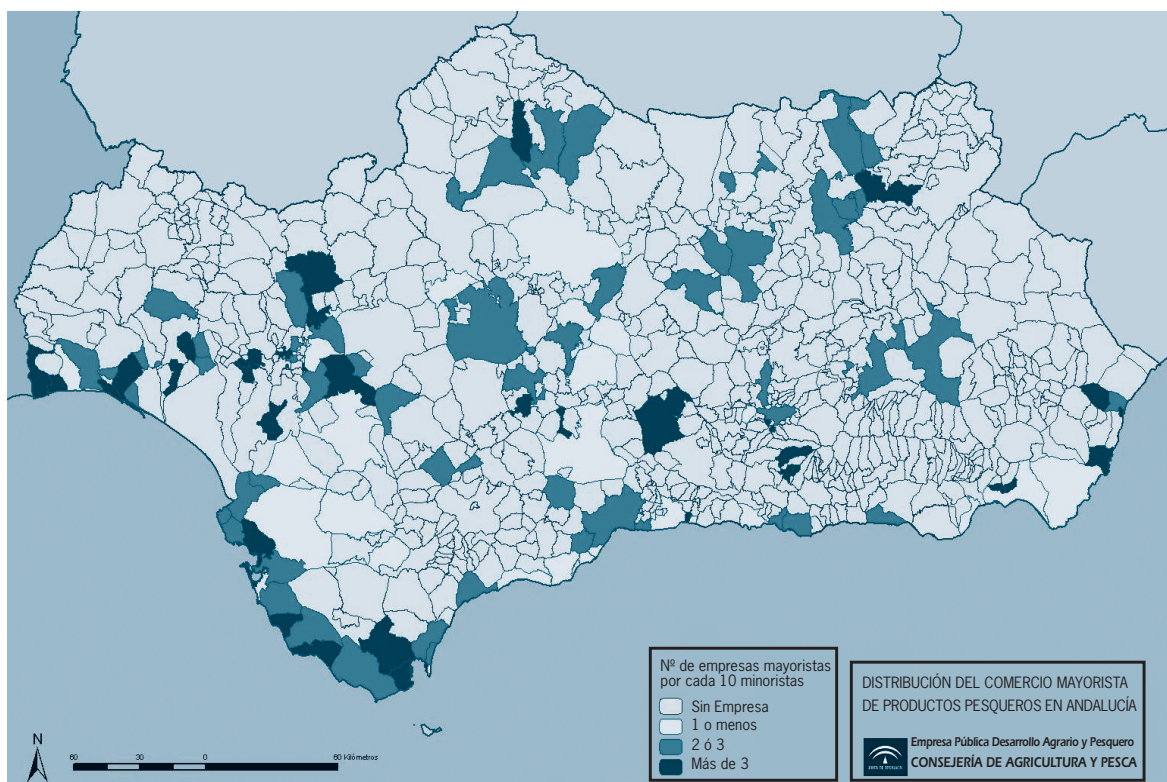 Nº de empresas mayoristas
por cada 10 minoristas
Sin Empresa
1 o menos
2 ó 3
Más de 3
DISTRIBUCIÓN DEL COMERCIO MAYORISTA
DE PRODUCTOS PESQUEROS EN ANDALUCÍA
Empresa Pública Desarrollo Agrario y Pesquero
CONSEJERÍA DE AGRICULTURA Y PESCA
N
60 30 0 60 Kilómetros